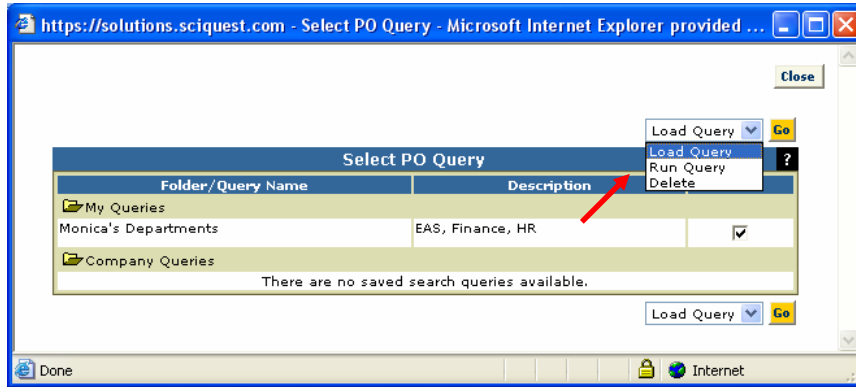 https://solutions.sciquest.com - Select PO Query - Microsoft Internet Explorer provided ...
Close
Load Query Go
Load Query
Run Query
Delete
Select PO Query ?
Folder/Query Name Description
My Queries
Monica's Departments EAS, Finance, HR
Company Queries
There are no saved search queries available.
Load Query Go
Done Internet